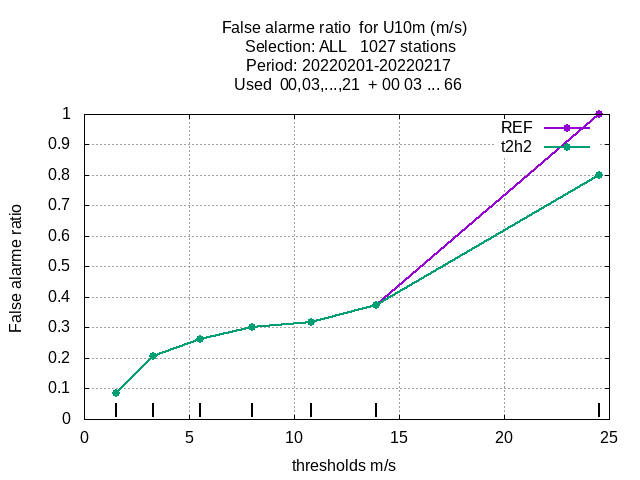 False alarme ratio  for U10m (m/s)
Selection: ALL   1027 stations
Period: 20220201-20220217
Used  00,03,...,21  + 00 03 ... 66
REF
t2h2
1
0.9
0.8
0.7
0.6
0.5
0.4
0.3
0.2
0.1
0
False alarme ratio
0 5 10 15 20 25
thresholds m/s